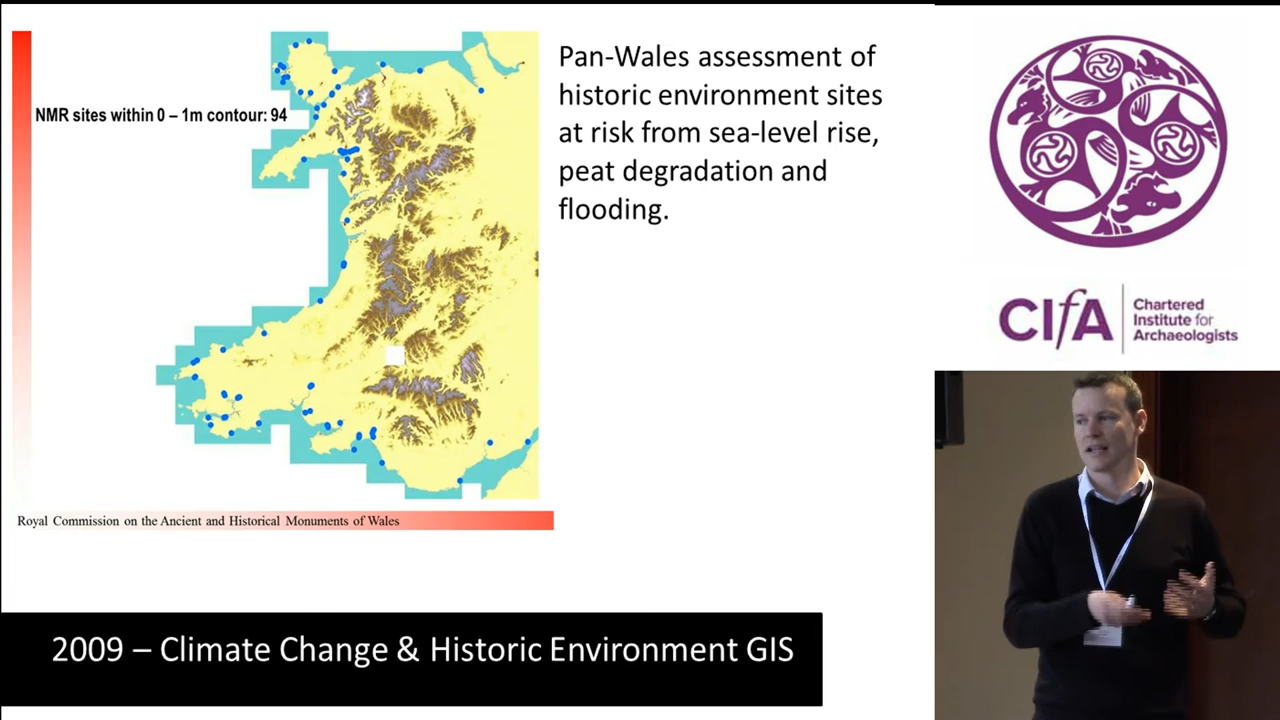 NMR sites within 0 – 1m contour: 94
Royal Commission on the Ancient and Historical Monuments of Wales
Pan-Wales assessment of
historic environment sites
at risk from sea-level rise,
peat degradation and
flooding.
2009 – Climate Change & Historic Environment GIS
CIfA
Chartered
Institute for
Archaeologists